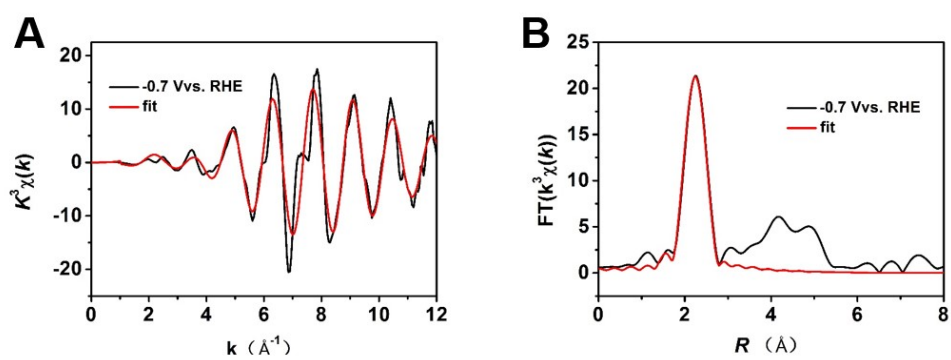 A
K³χ(k)
20
10
0
-10
-20
-0.7 Vvs. RHE
fit
0 2 4 6 8 10 12
k (Å⁻¹)
B
FT(k³χ(k))
25
20
15
10
5
0
-0.7 Vvs. RHE
fit
0 2 4 6 8
R (Å)